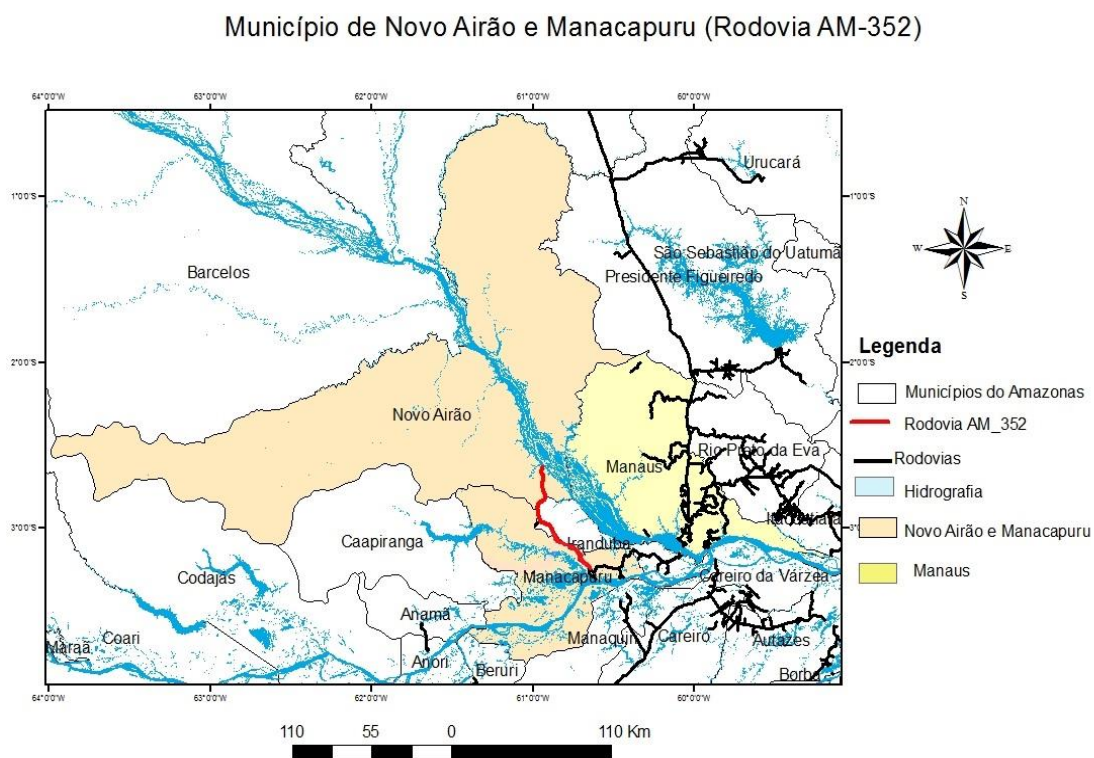 Município de Novo Airão e Manacapuru (Rodovia AM-352)
64°0'0"W 63°0'0"W 62°0'0"W 61°0'0"W 60°0'0"W
1°0'0"S
2°0'0"S
3°0'0"S
1°0'0"S
2°0'0"S
3°0'0"S
Urucará
São Sebastião do Uatumã
Presidente Figueiredo
Barcelos
Novo Airão
Rio Preto da Eva
Manaus
Itacoatiara
Iranduba
Caapiranga
Codajás
Manacapuru
Careiro da Várzea
Anamã
Coari
Manaquiri
Careiro
Autazes
Maraã
Anori
Beruri
Borba
64°0'0"W 63°0'0"W 62°0'0"W 61°0'0"W 60°0'0"W
N
W
E
S
Legenda
Municípios do Amazonas
Rodovia AM_352
Rodovias
Hidrografia
Novo Airão e Manacapuru
Manaus
110 55 0 110 Km